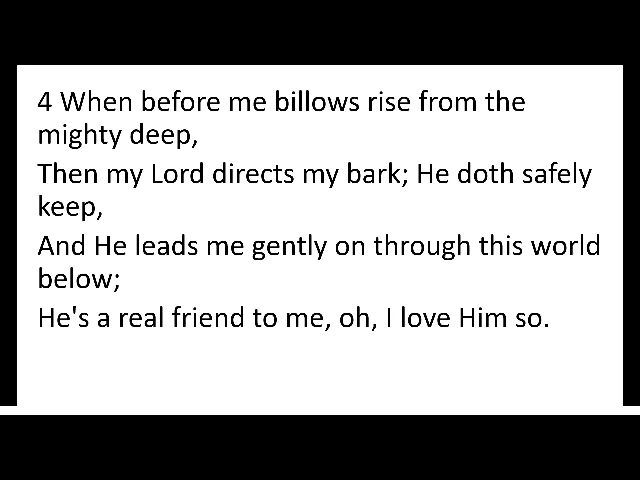 4 When before me billows rise from the
mighty deep,
Then my Lord directs my bark; He doth safely
keep,
And He leads me gently on through this world
below;
He's a real friend to me, oh, I love Him so.